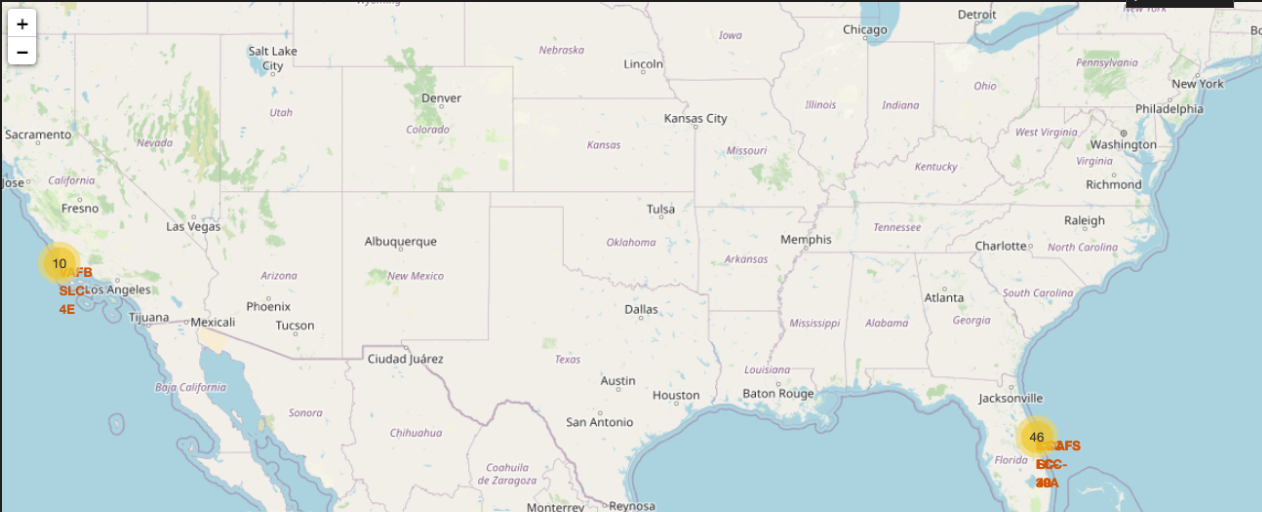 +
−
Wyoming
New York
Detroit
Chicago
Iowa
Nebraska
Salt Lake
City
Lincoln
Pennsylvania
New York
Ohio
Denver
Utah
Illinois
Indiana
Philadelphia
Colorado
Kansas City
Sacramento
Nevada
Kansas
Missouri
West Virginia
Washington
Virginia
Kentucky
Jose
California
Richmond
Fresno
Las Vegas
Tulsa
Raleigh
Tennessee
Albuquerque
Oklahoma
Memphis
Charlotte
North Carolina
10
VAFB
SLC-
4E
Los Angeles
Arizona
New Mexico
Arkansas
South Carolina
Phoenix
Dallas
Atlanta
Tijuana
Mexicali
Tucson
Mississippi
Alabama
Georgia
Ciudad Juárez
Texas
Louisiana
Baja California
Austin
Houston
Baton Rouge
Jacksonville
Sonora
San Antonio
Chihuahua
46
Florida
Coahuila
de Zaragoza
Monterrey
Reynosa